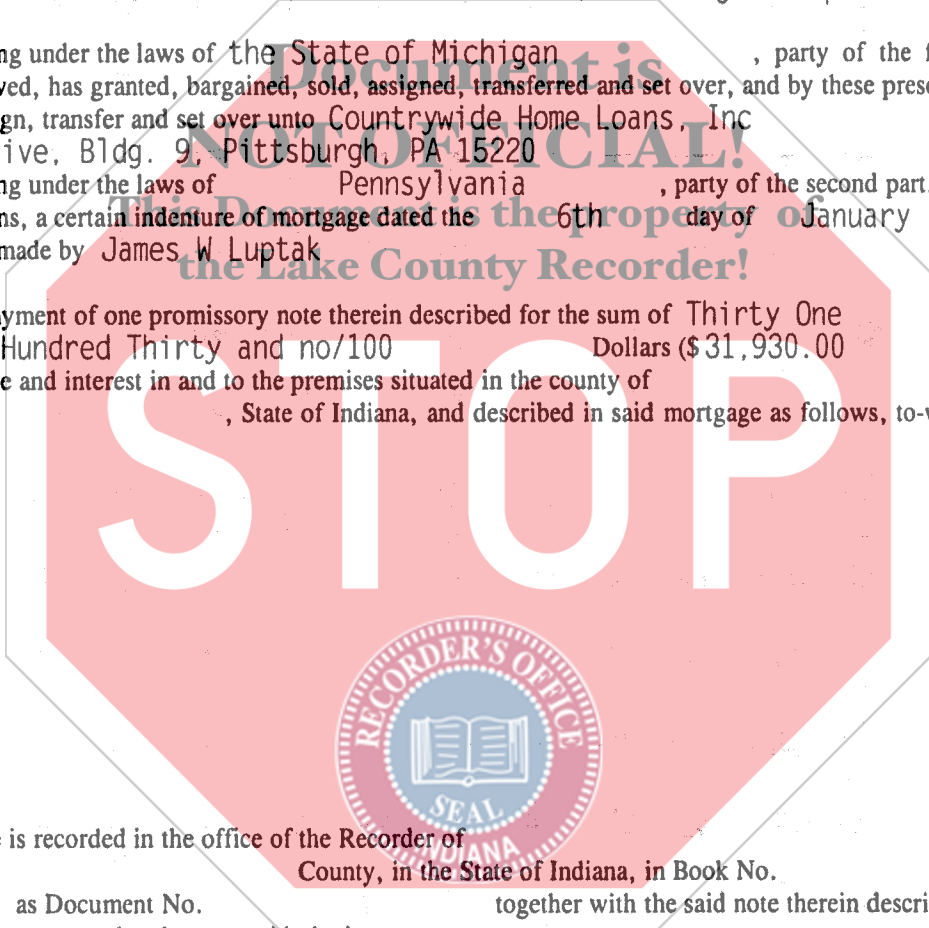 ng under the laws of the State of Michigan , party of the f
Document is
ved, has granted, bargained, sold, assigned, transferred and set over, and by these prese
gn, transfer and set over unto Countrywide Home Loans, Inc
NOT OFFICIAL!
ive, Bldg. 9, Pittsburgh, PA 15220
ng under the laws of Pennsylvania , party of the second part.
This Document is the property of
ns, a certain indenture of mortgage dated the 6th day of January
made by James W Luptak
the Lake County Recorder!
yment of one promissory note therein described for the sum of Thirty One
Hundred Thirty and no/100 Dollars ($ 31,930.00
e and interest in and to the premises situated in the county of
, State of Indiana, and described in said mortgage as follows, to-w
STOP
RECORDER'S OFFICE
SEAL
INDIANA
e is recorded in the office of the Recorder of
County, in the State of Indiana, in Book No.
as Document No. together with the said note therein descri